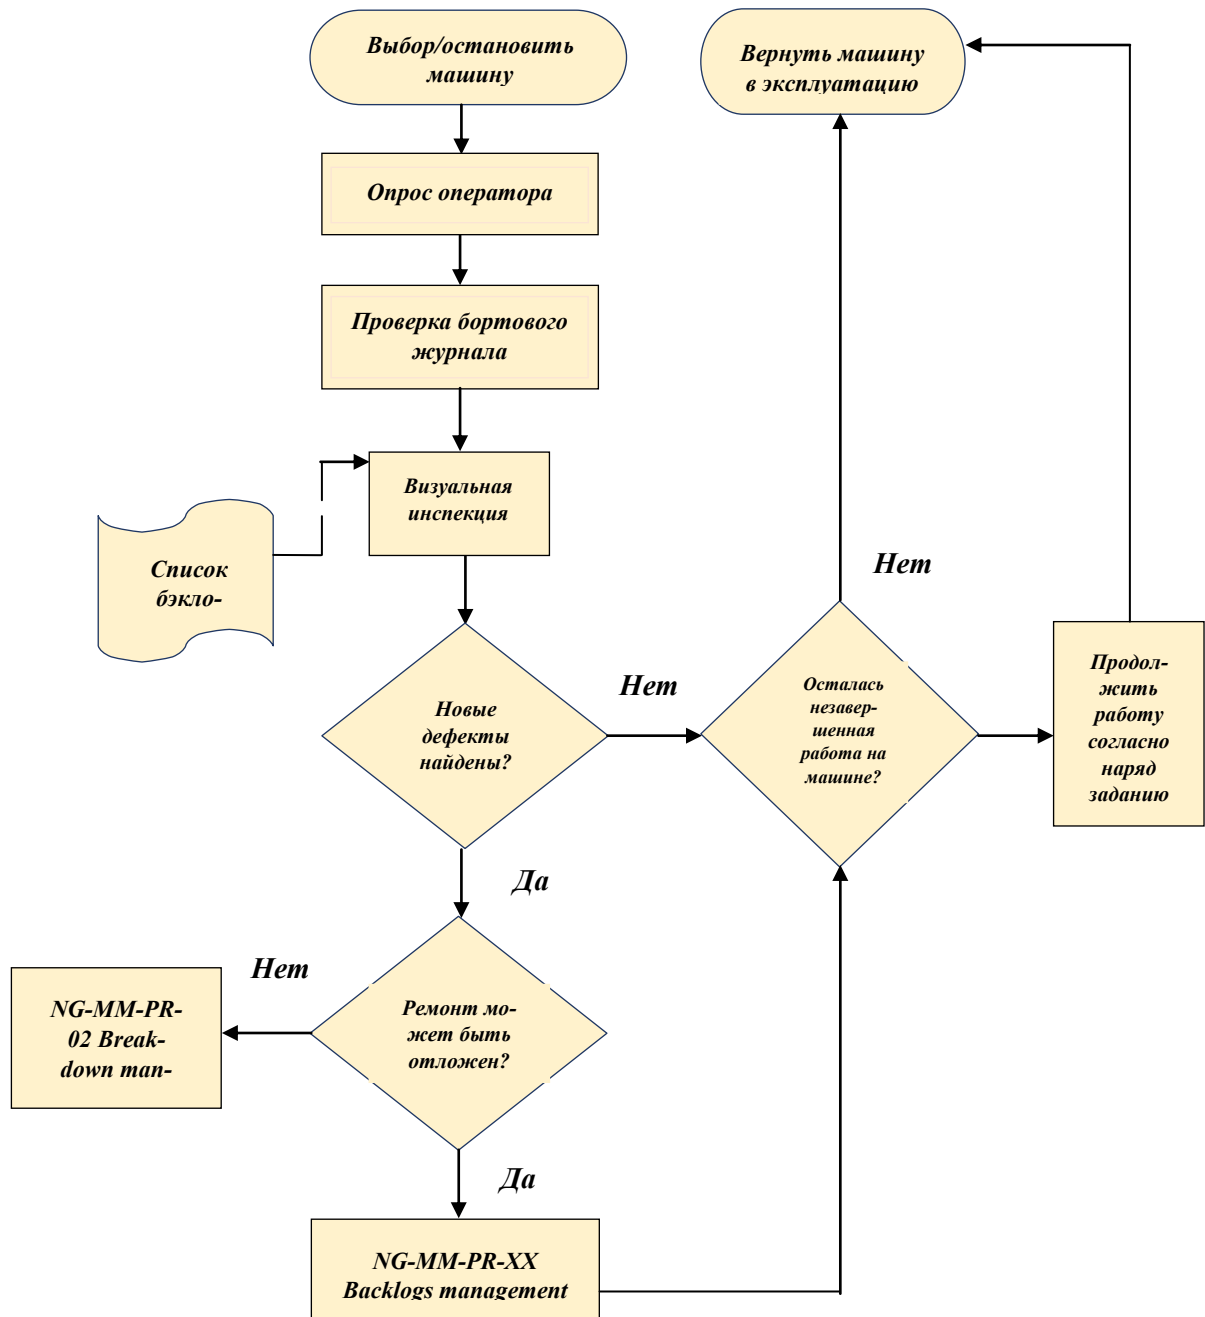 Выбор/остановить
машину
Вернуть машину
в эксплуатацию
Опрос оператора
Проверка бортового
журнала
Визуальная
инспекция
Список
бэкло-
Новые
дефекты
найдены?
Нет
Осталась
незавер-
шенная
работа на
машине?
Нет
Продол-
жить
работу
согласно
наряд
заданию
Да
Ремонт мо-
жет быть
отложен?
Нет
NG-MM-PR-
02 Break-
down man-
Да
NG-MM-PR-XX
Backlogs management